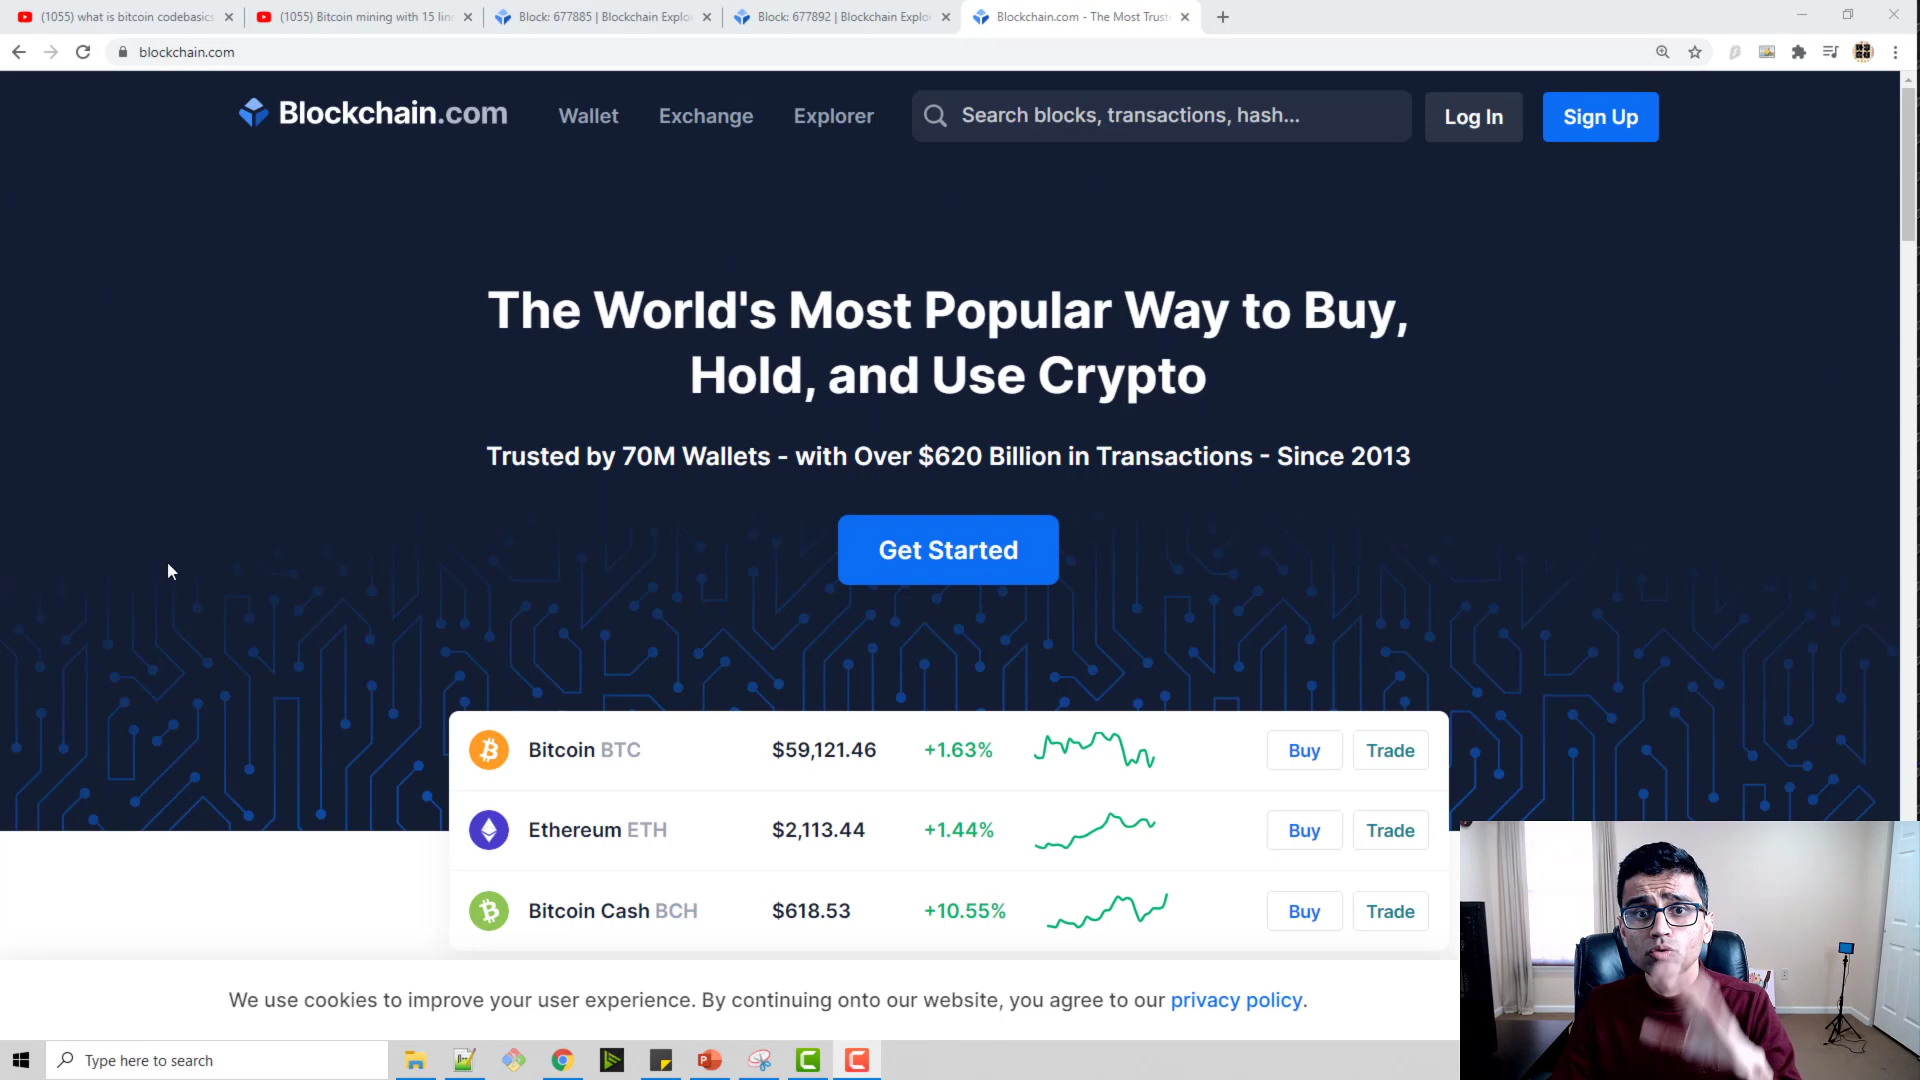 (1055) what is bitcoin codebasics
(1055) Bitcoin mining with 15 lin
Block: 677885 | Blockchain Explo
Block: 677892 | Blockchain Explo
Blockchain.com - The Most Trust
blockchain.com
Blockchain.com
Wallet
Exchange
Explorer
Search blocks, transactions, hash...
Log In
Sign Up
The World's Most Popular Way to Buy,
Hold, and Use Crypto
Trusted by 70M Wallets - with Over $620 Billion in Transactions - Since 2013
Get Started
Bitcoin BTC $59,121.46 +1.63% Buy Trade
Ethereum ETH $2,113.44 +1.44% Buy Trade
Bitcoin Cash BCH $618.53 +10.55% Buy Trade
We use cookies to improve your user experience. By continuing onto our website, you agree to our privacy policy.
Type here to search